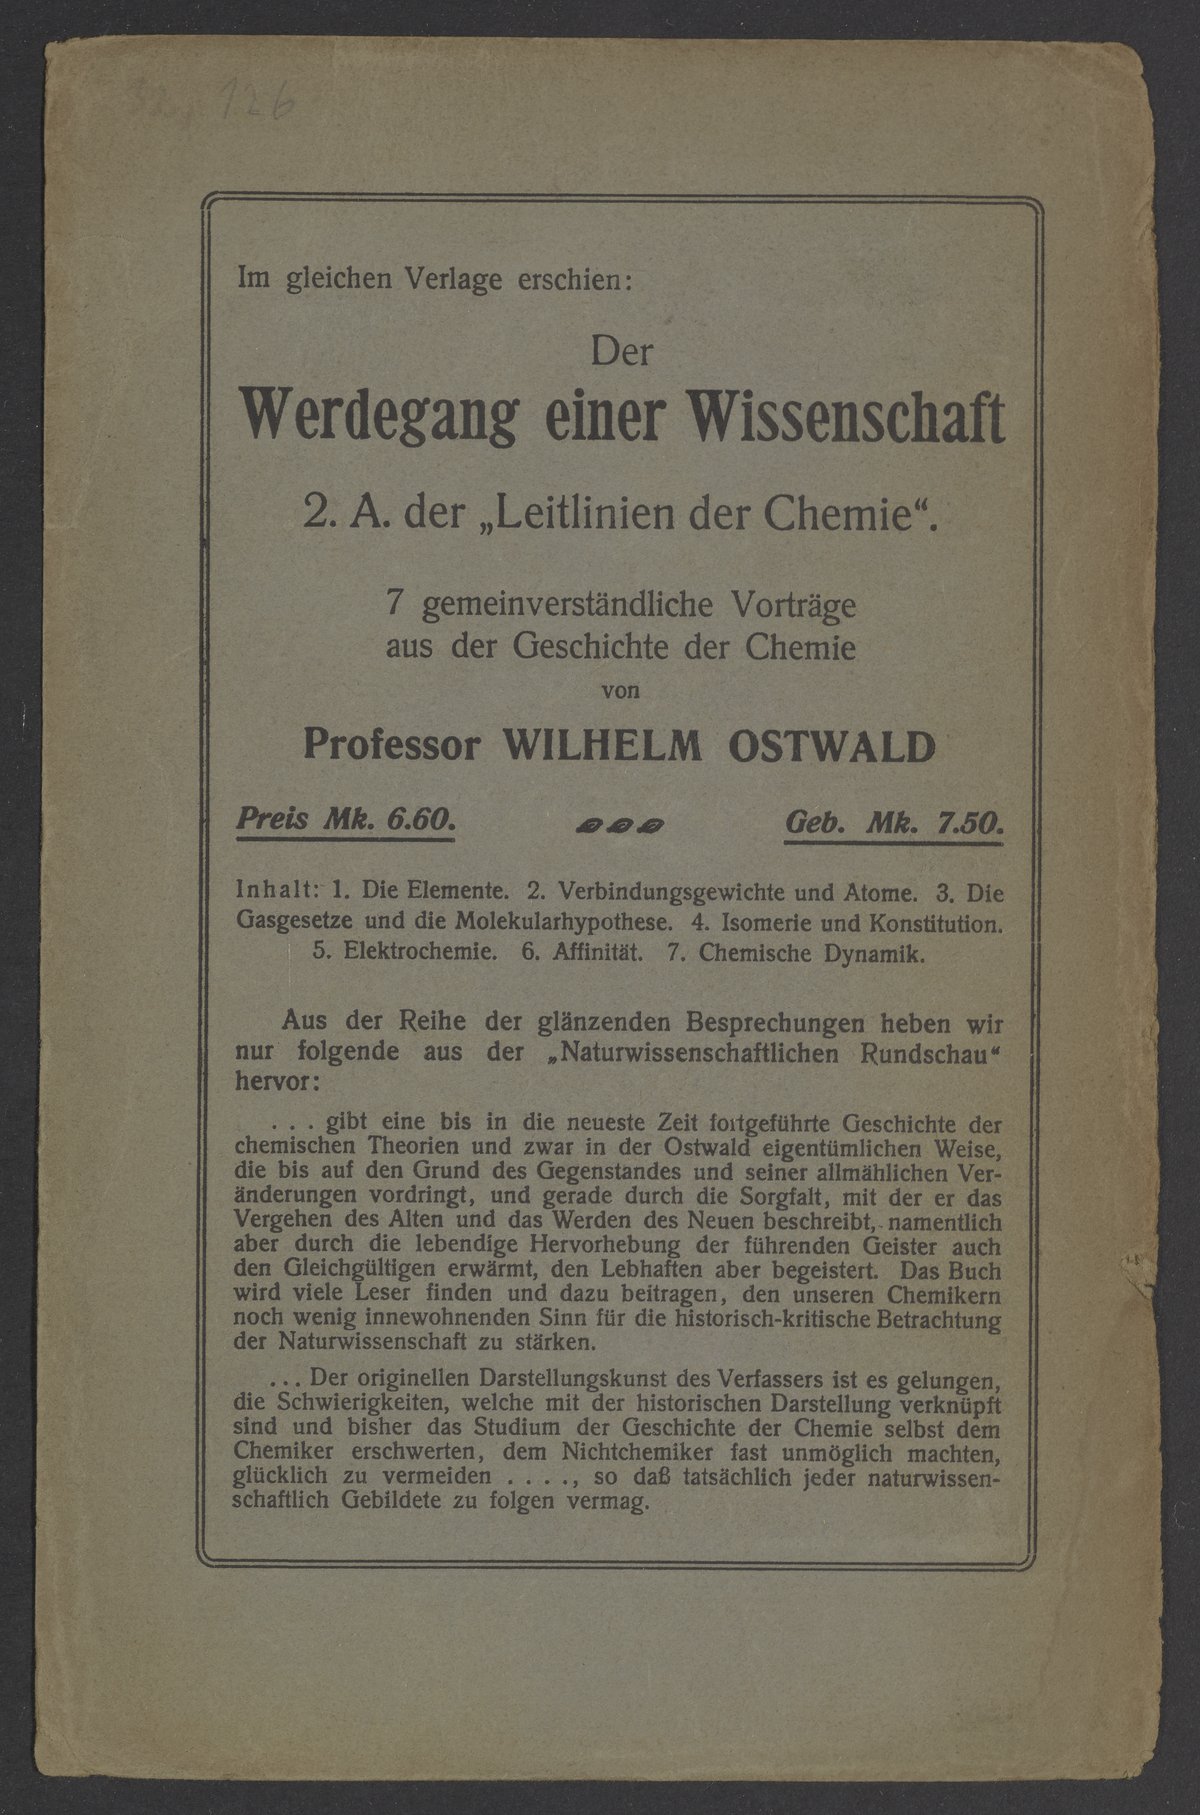 126
Im gleichen Verlage erschien:
Der
Werdegang einer Wissenschaft
2. A. der „Leitlinien der Chemie“.
7 gemeinverständliche Vorträge
aus der Geschichte der Chemie
von
Professor WILHELM OSTWALD
Preis Mk. 6.60. Geb. Mk. 7.50.
Inhalt: 1. Die Elemente. 2. Verbindungsgewichte und Atome. 3. Die
Gasgesetze und die Molekularhypothese. 4. Isomerie und Konstitution.
5. Elektrochemie. 6. Affinität. 7. Chemische Dynamik.
Aus der Reihe der glänzenden Besprechungen heben wir
nur folgende aus der „Naturwissenschaftlichen Rundschau“
hervor:
. . . gibt eine bis in die neueste Zeit fortgeführte Geschichte der
chemischen Theorien und zwar in der Ostwald eigentümlichen Weise,
die bis auf den Grund des Gegenstandes und seiner allmählichen Ver-
änderungen vordringt, und gerade durch die Sorgfalt, mit der er das
Vergehen des Alten und das Werden des Neuen beschreibt, namentlich
aber durch die lebendige Hervorhebung der führenden Geister auch
den Gleichgültigen erwärmt, den Lebhaften aber begeistert. Das Buch
wird viele Leser finden und dazu beitragen, den unseren Chemikern
noch wenig innewohnenden Sinn für die historisch-kritische Betrachtung
der Naturwissenschaft zu stärken.
. . . Der originellen Darstellungskunst des Verfassers ist es gelungen,
die Schwierigkeiten, welche mit der historischen Darstellung verknüpft
sind und bisher das Studium der Geschichte der Chemie selbst dem
Chemiker erschwerten, dem Nichtchemiker fast unmöglich machten,
glücklich zu vermeiden . . . ., so daß tatsächlich jeder naturwissen-
schaftlich Gebildete zu folgen vermag.